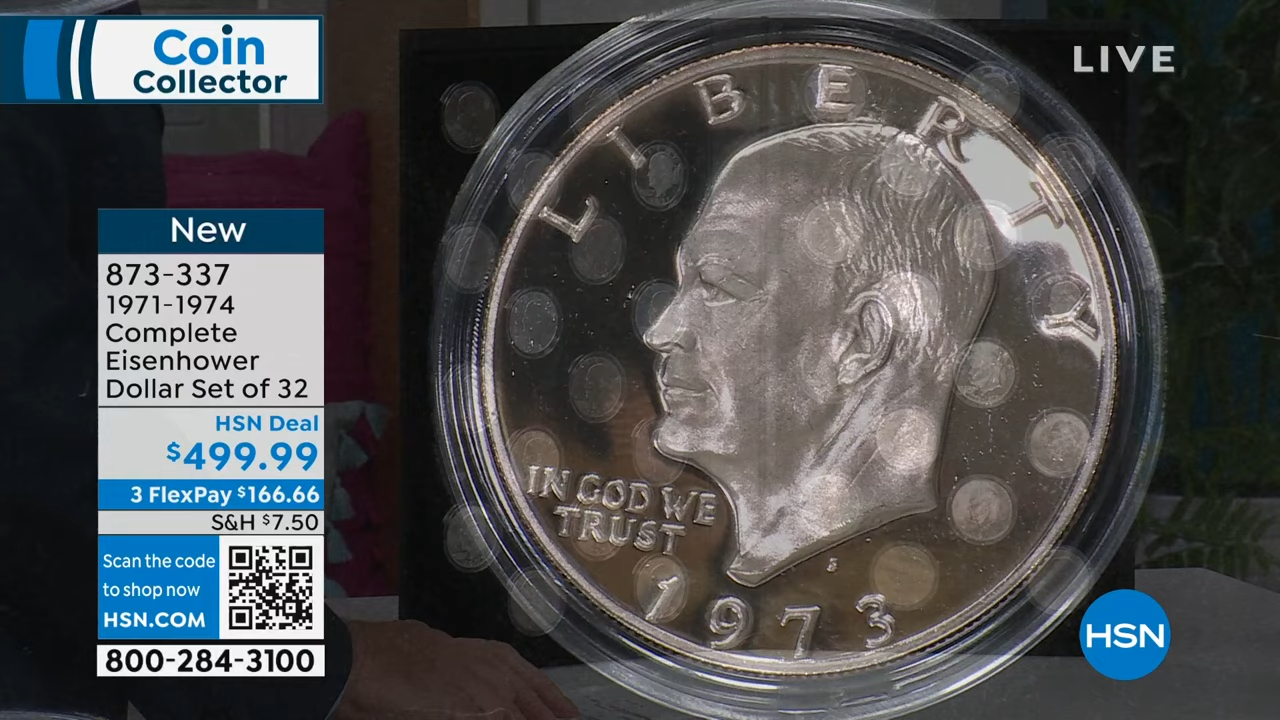 Coin
Collector
LIVE
LIBERTY
New
873-337
1971-1974
Complete
Eisenhower
Dollar Set of 32
HSN Deal
$499.99
3 FlexPay $166.66
S&H $7.50
Scan the code
to shop now
HSN.COM
800-284-3100
IN GOD WE
TRUST
S
1973
HSN